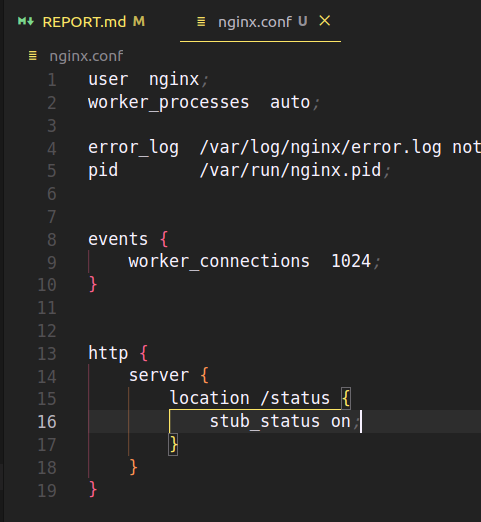 REPORT.md M nginx.conf U
nginx.conf
1 user  nginx;
2 worker_processes  auto;
3
4 error_log  /var/log/nginx/error.log not
5 pid        /var/run/nginx.pid;
6
7
8 events {
9     worker_connections  1024;
10 }
11
12
13 http {
14     server {
15         location /status {
16             stub_status on;
17         }
18     }
19 }